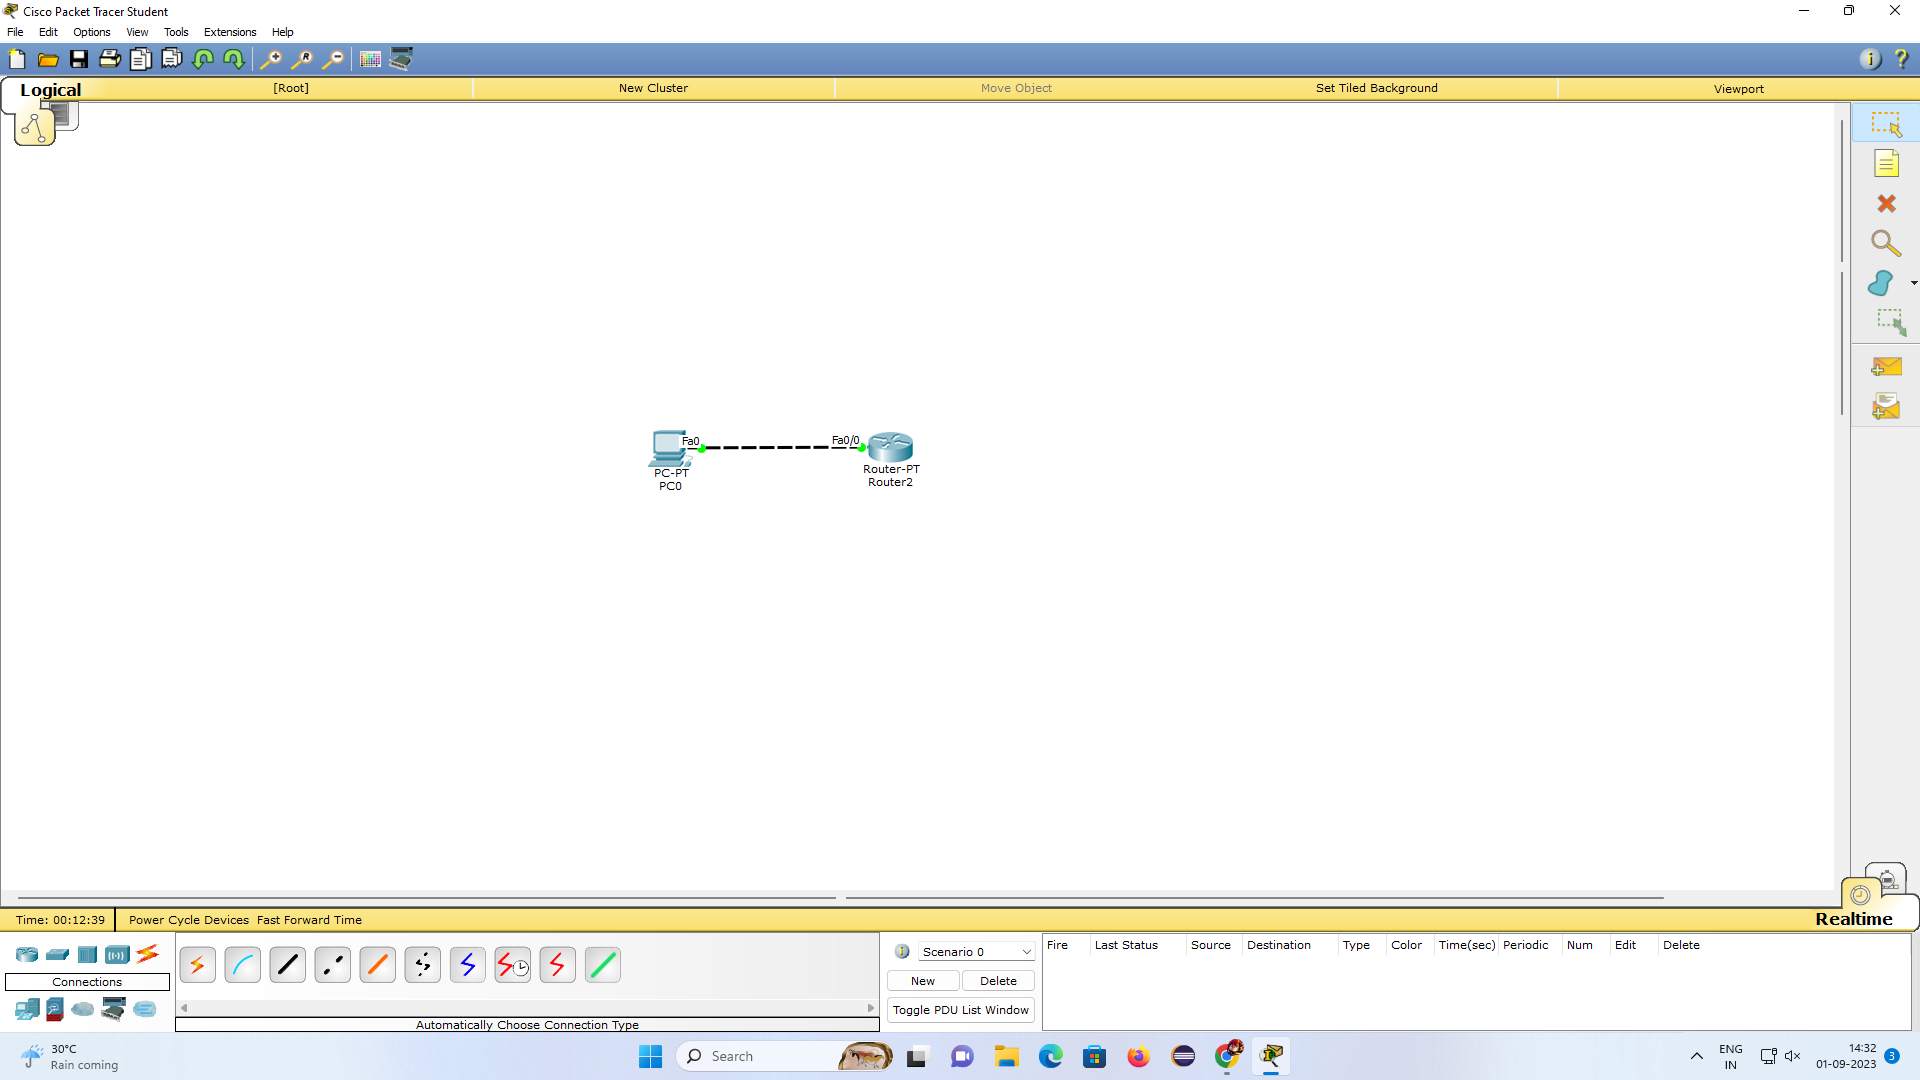 Cisco Packet Tracer Student
File Edit Options View Tools Extensions Help
Logical [Root] New Cluster Move Object Set Tiled Background Viewport
Fa0 Fa0/0
PC-PT Router-PT
PC0 Router2
Time: 00:12:39 Power Cycle Devices Fast Forward Time Realtime
Connections
Automatically Choose Connection Type
Scenario 0
New Delete
Toggle PDU List Window
Fire Last Status Source Destination Type Color Time(sec) Periodic Num Edit Delete
30°C
Rain coming
Search
ENG
IN
14:32
01-09-2023
3